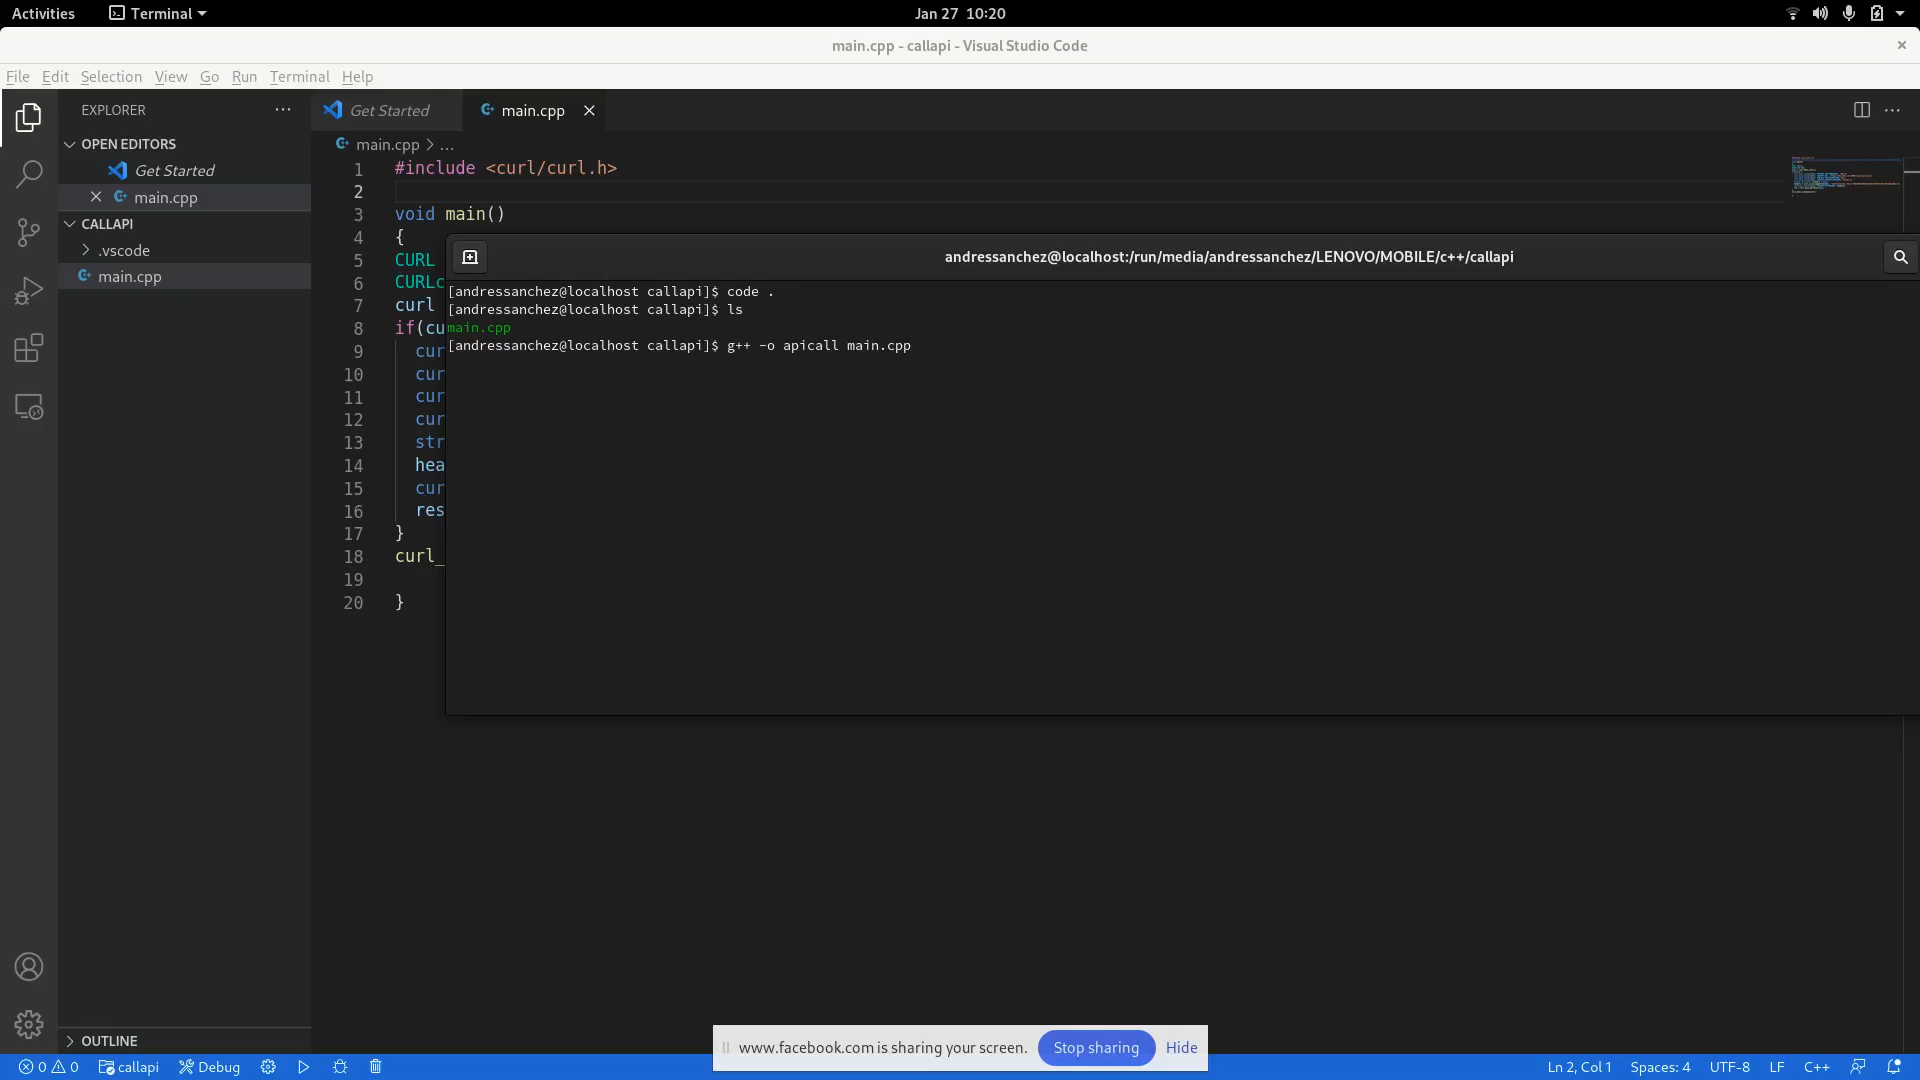 Activities
Terminal
Jan 27 10:20
main.cpp - callapi - Visual Studio Code
File Edit Selection View Go Run Terminal Help
EXPLORER
OPEN EDITORS
Get Started
main.cpp
CALLAPI
.vscode
main.cpp
OUTLINE
Get Started
main.cpp
main.cpp > ...
1 #include <curl/curl.h>
2
3 void main()
4 {
5 CURL
6 CURLc
7 curl
8 if(cu
9 cur
10 cur
11 cur
12 cur
13 str
14 hea
15 cur
16 res
17 }
18 curl_
19
20 }
andressanchez@localhost:/run/media/andressanchez/LENOVO/MOBILE/c++/callapi
[andressanchez@localhost callapi]$ code .
[andressanchez@localhost callapi]$ ls
main.cpp
[andressanchez@localhost callapi]$ g++ -o apicall main.cpp
www.facebook.com is sharing your screen. Stop sharing Hide
0 0 callapi Debug
Ln 2, Col 1 Spaces: 4 UTF-8 LF C++